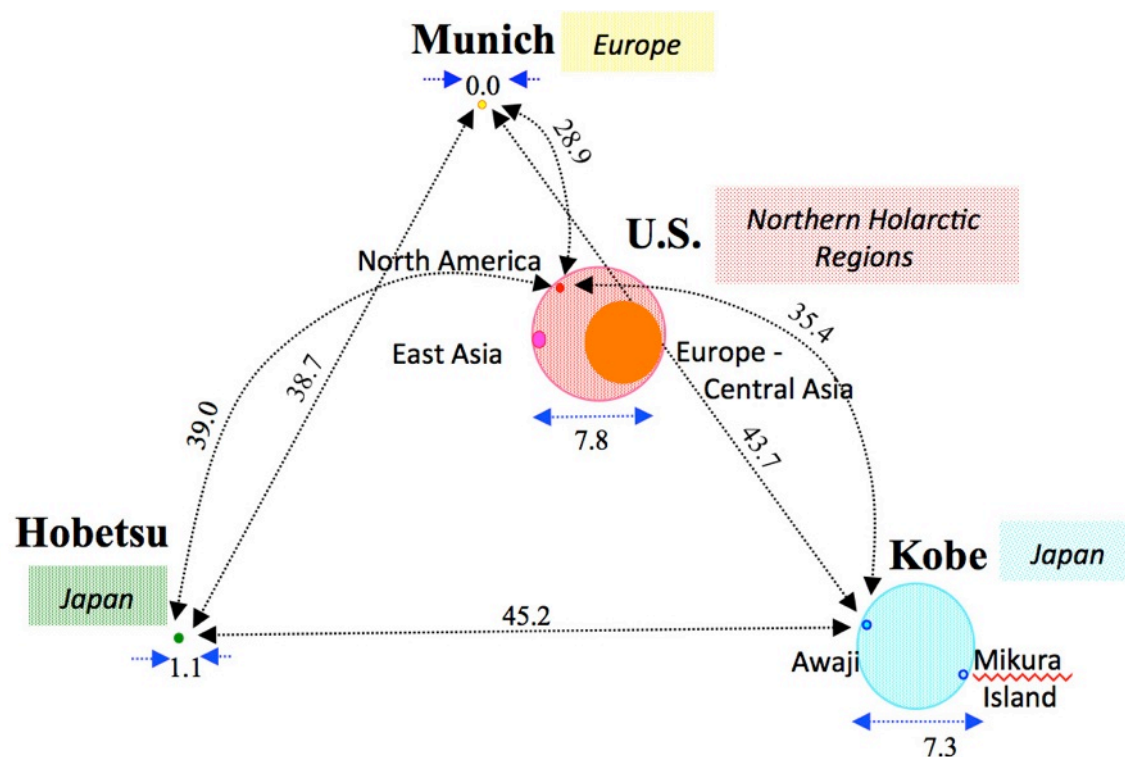 Munich
Europe
0.0
28.9
U.S.
Northern Holarctic
Regions
North America
35.4
East Asia
Europe -
Central Asia
38.7
39.0
7.8
43.7
Hobetsu
Japan
Kobe
Japan
45.2
1.1
Awaji
Mikura
Island
7.3